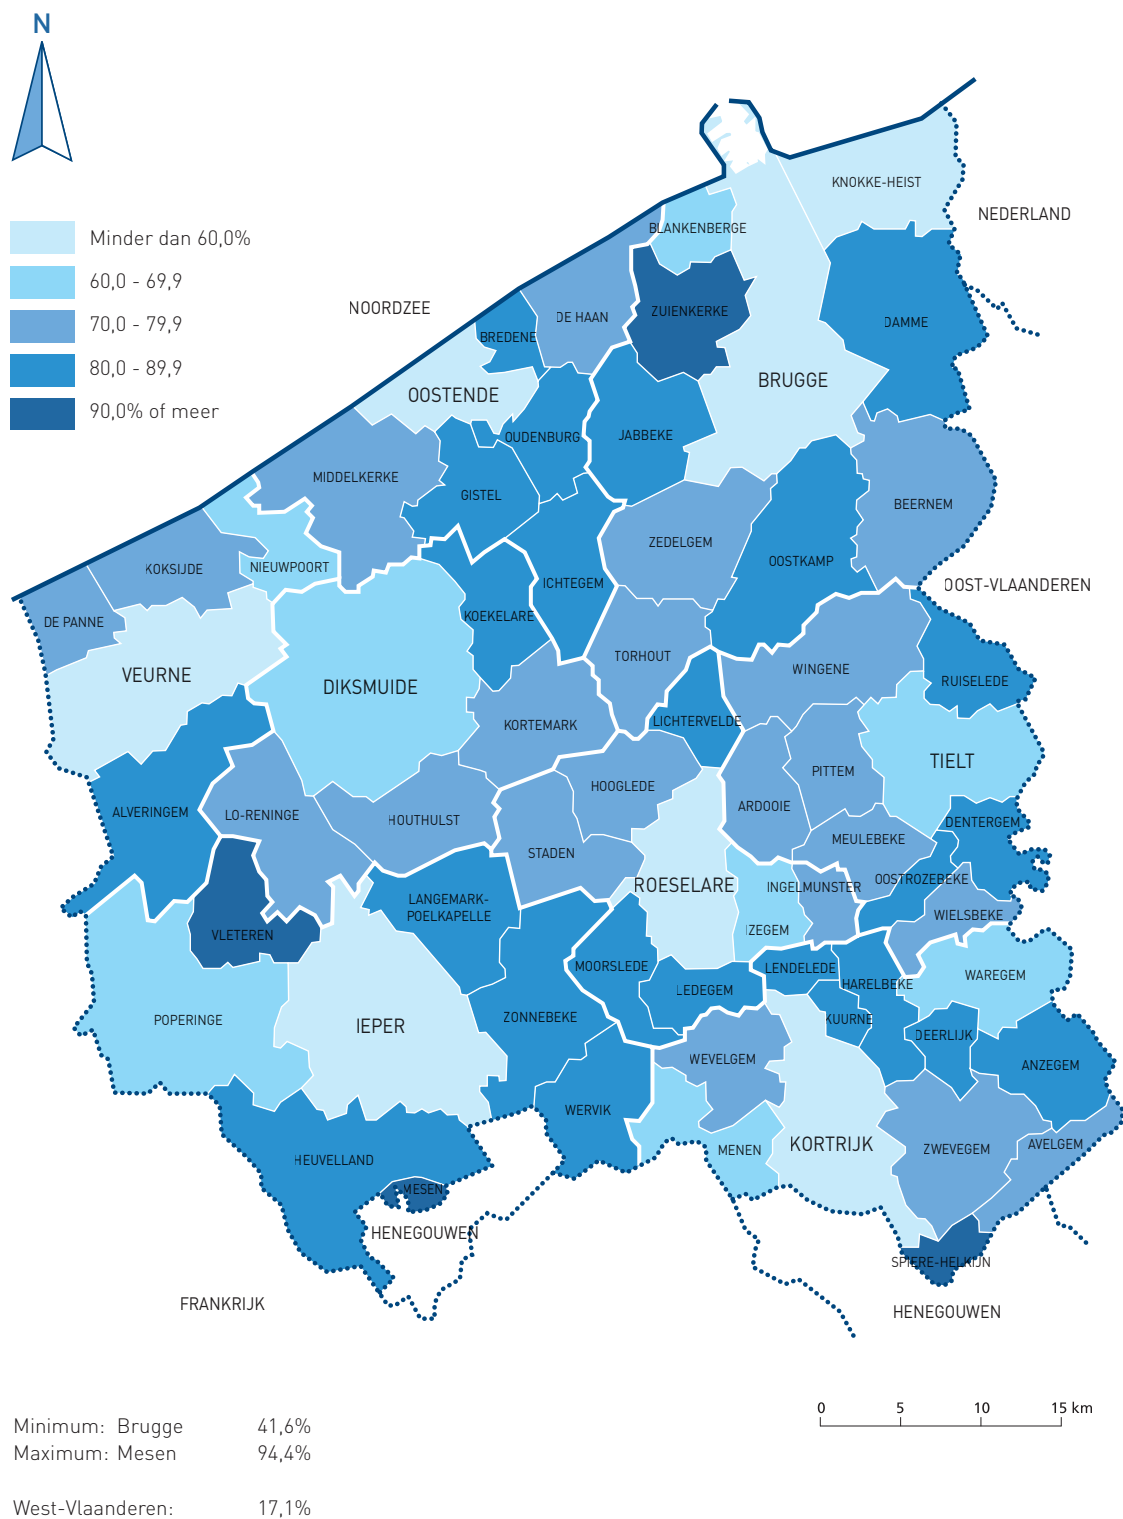 N
KNOKKE-HEIST
NEDERLAND
BLANKENBERGE
Minder dan 60,0%
60,0 - 69,9
70,0 - 79,9
80,0 - 89,9
90,0% of meer
NOORDZEE
DE HAAN
ZUIENKERKE
DAMME
BREDENE
BRUGGE
OOSTENDE
OUDENBURG
JABBEKE
MIDDELKERKE
GISTEL
BEERNEM
ZEDELGEM
OOSTKAMP
KOKSIJDE
NIEUWPOORT
ICHTEGEM
OOST-VLAANDEREN
DE PANNE
KOEKELARE
TORHOUT
VEURNE
DIKSMUIDE
WINGENE
RUISELEDE
KORTEMARK
LICHTERVELDE
TIELT
PITTEM
HOOGLEDE
ARDOOIE
ALVERINGEM
LO-RENINGE
HOUTHULST
DENTERGEM
MEULEBEKE
STADEN
ROESELARE
INGELMUNSTER
OOSTROZEBEKE
LANGEMARK-
POELKAPELLE
WIELSBEKE
VLETEREN
IZEGEM
MOORSLEDE
LENDELEDE
HARELBEKE
WAREGEM
LEDEGEM
POPERINGE
IEPER
ZONNEBEKE
KUURNE
DEERLIJK
WEVELGEM
ANZEGEM
WERVIK
MENEN
KORTRIJK
ZWEVEGEM
AVELGEM
HEUVELLAND
MESEN
HENEGOUWEN
SPIERE-HELKIJN
FRANKRIJK
HENEGOUWEN
0 5 10 15 km
Minimum: Brugge 41,6%
Maximum: Mesen 94,4%
West-Vlaanderen: 17,1%